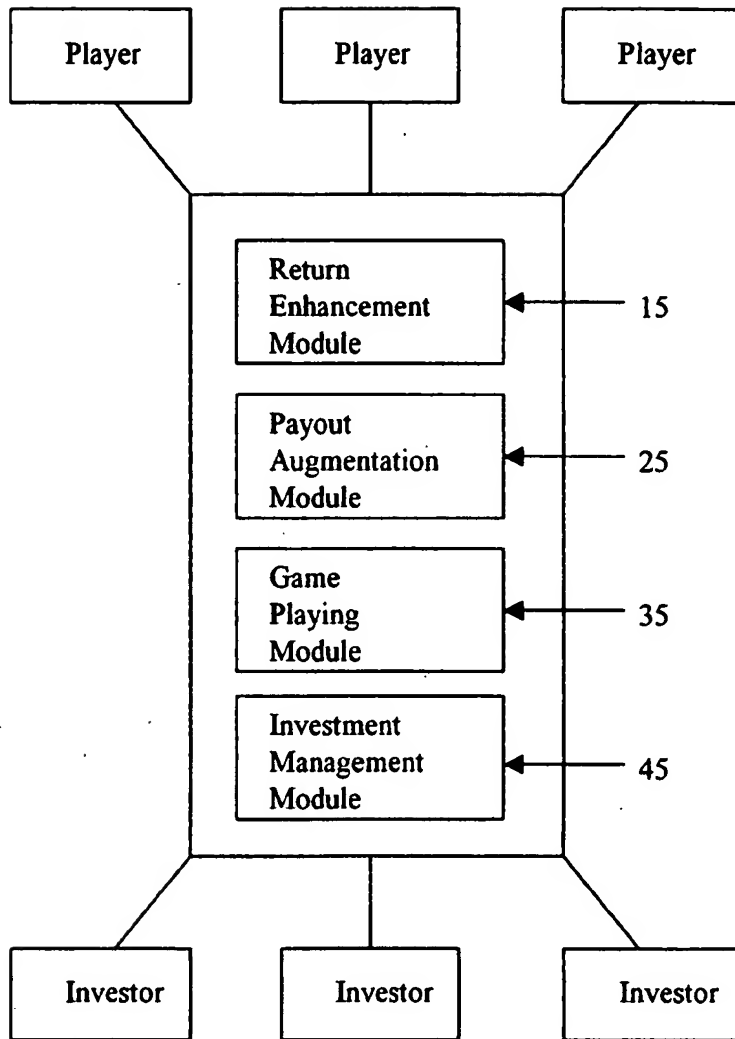 Player Player Player
Return
Enhancement
Module
15
Payout
Augmentation
Module
25
Game
Playing
Module
35
Investment
Management
Module
45
Investor Investor Investor